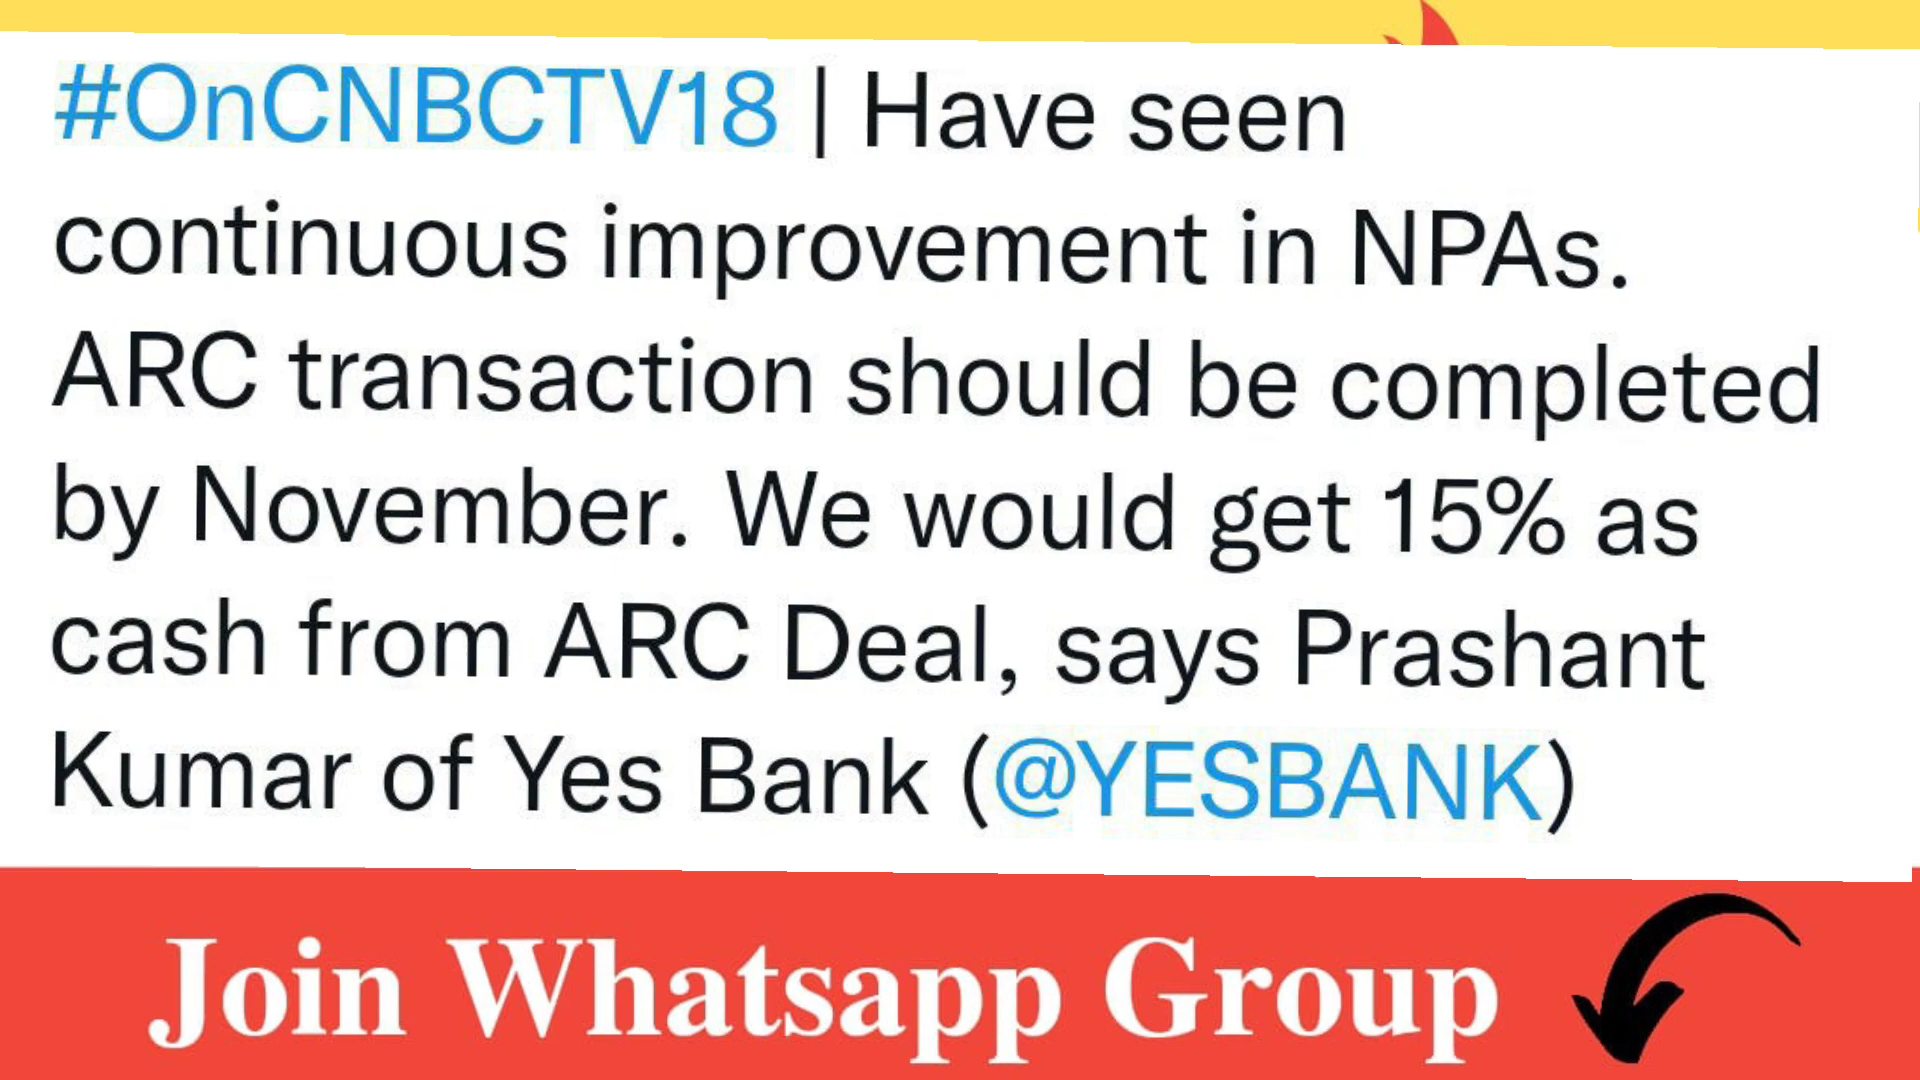 #OnCNBCTV18 | Have seen
continuous improvement in NPAs.
ARC transaction should be completed
by November. We would get 15% as
cash from ARC Deal, says Prashant
Kumar of Yes Bank (@YESBANK)
Join Whatsapp Group